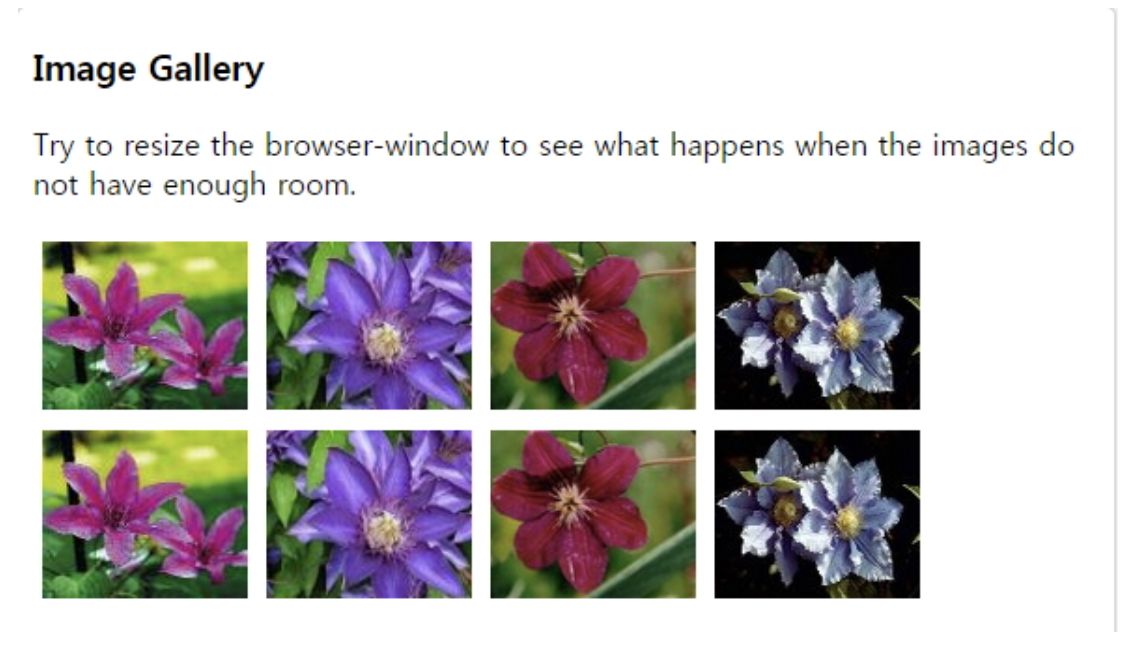 Image Gallery
Try to resize the browser-window to see what happens when the images do
not have enough room.